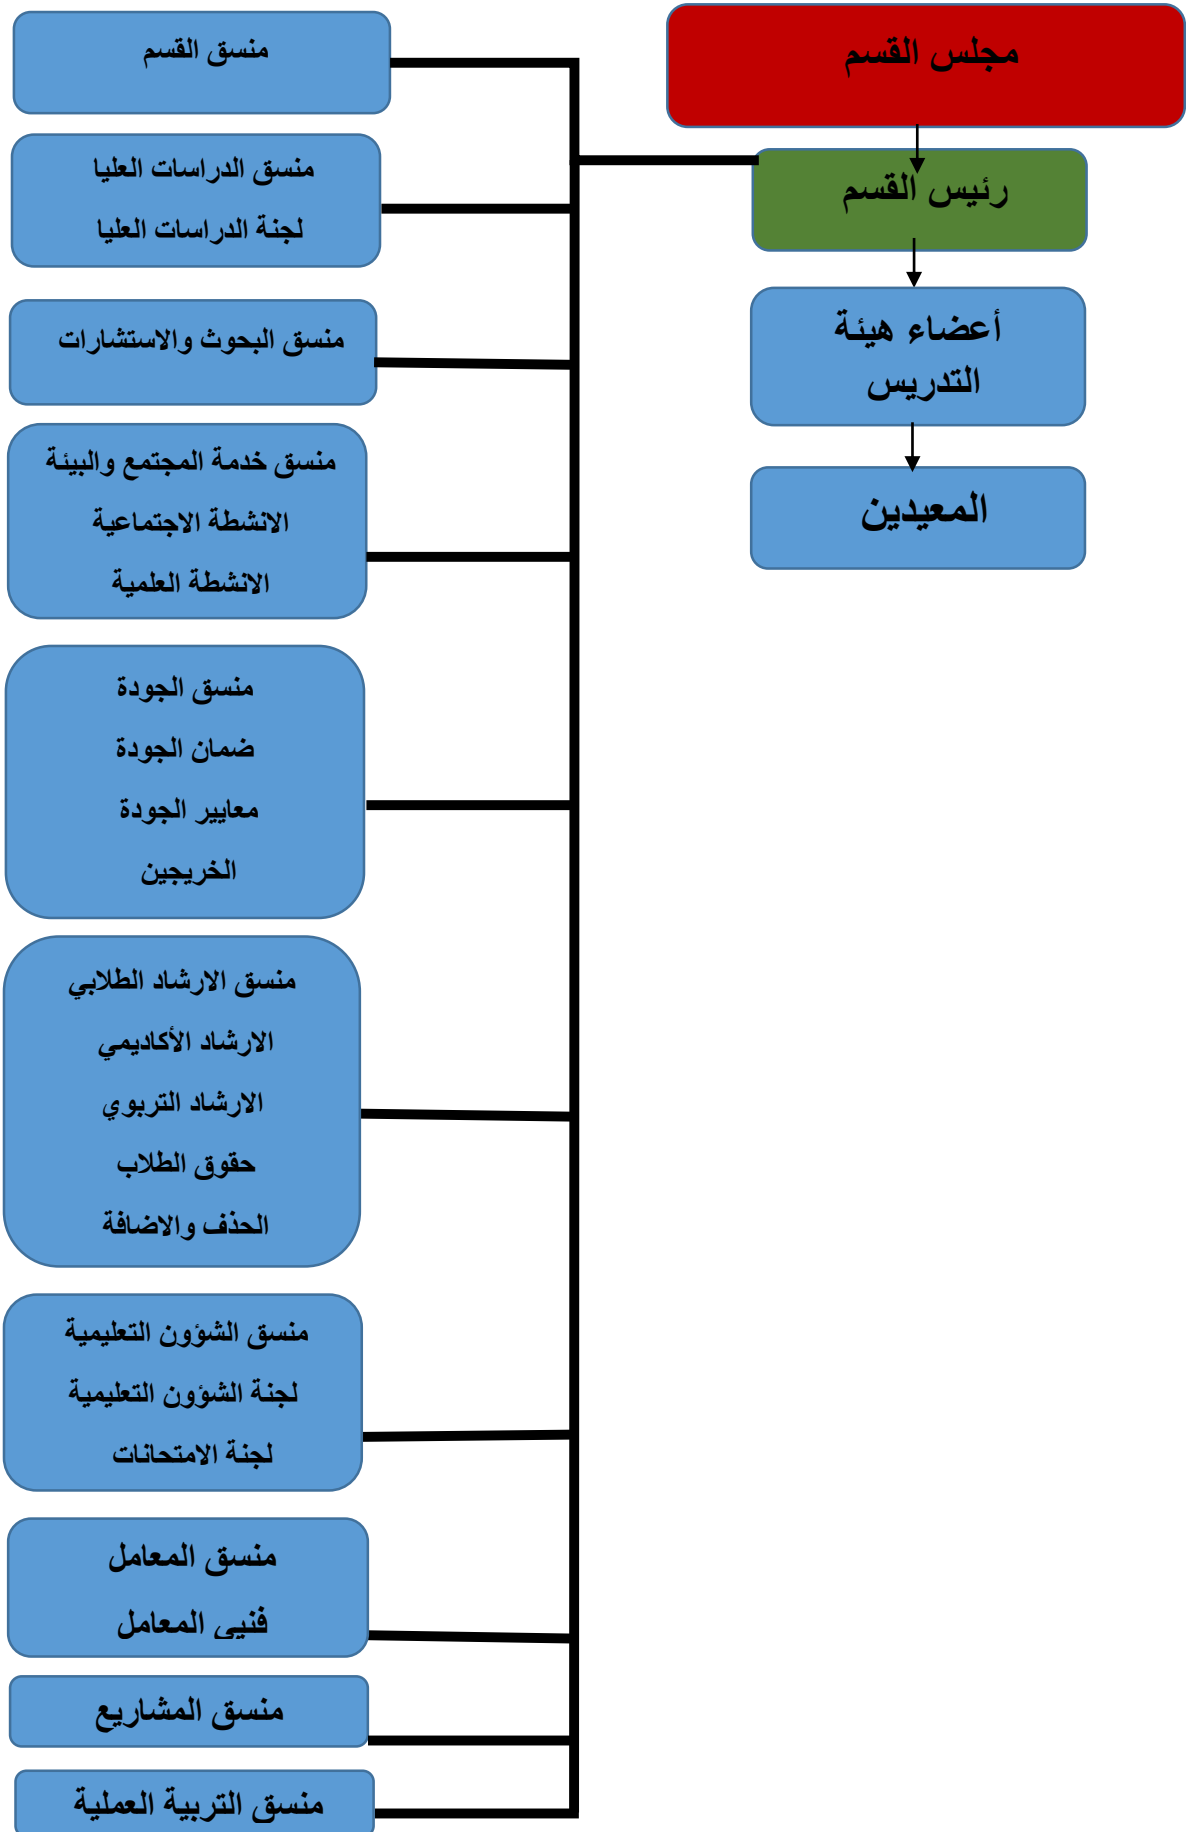 مجلس القسم
رئيس القسم
أعضاء هيئة
التدريس
المعيدين
منسق القسم
منسق الدراسات العليا
لجنة الدراسات العليا
منسق البحوث والاستشارات
منسق خدمة المجتمع والبيئة
الانشطة الاجتماعية
الانشطة العلمية
منسق الجودة
ضمان الجودة
معايير الجودة
الخريجين
منسق الارشاد الطلابي
الارشاد الأكاديمي
الارشاد التربوي
حقوق الطلاب
الحذف والاضافة
منسق الشؤون التعليمية
لجنة الشؤون التعليمية
لجنة الامتحانات
منسق المعامل
فنيي المعامل
منسق المشاريع
منسق التربية العملية